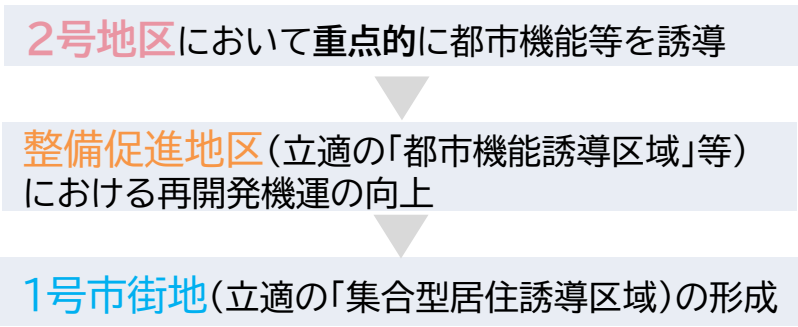 2号地区において重点的に都市機能等を誘導
整備促進地区(立適の「都市機能誘導区域」等)
における再開発機運の向上
1号市街地(立適の「集合型居住誘導区域)の形成